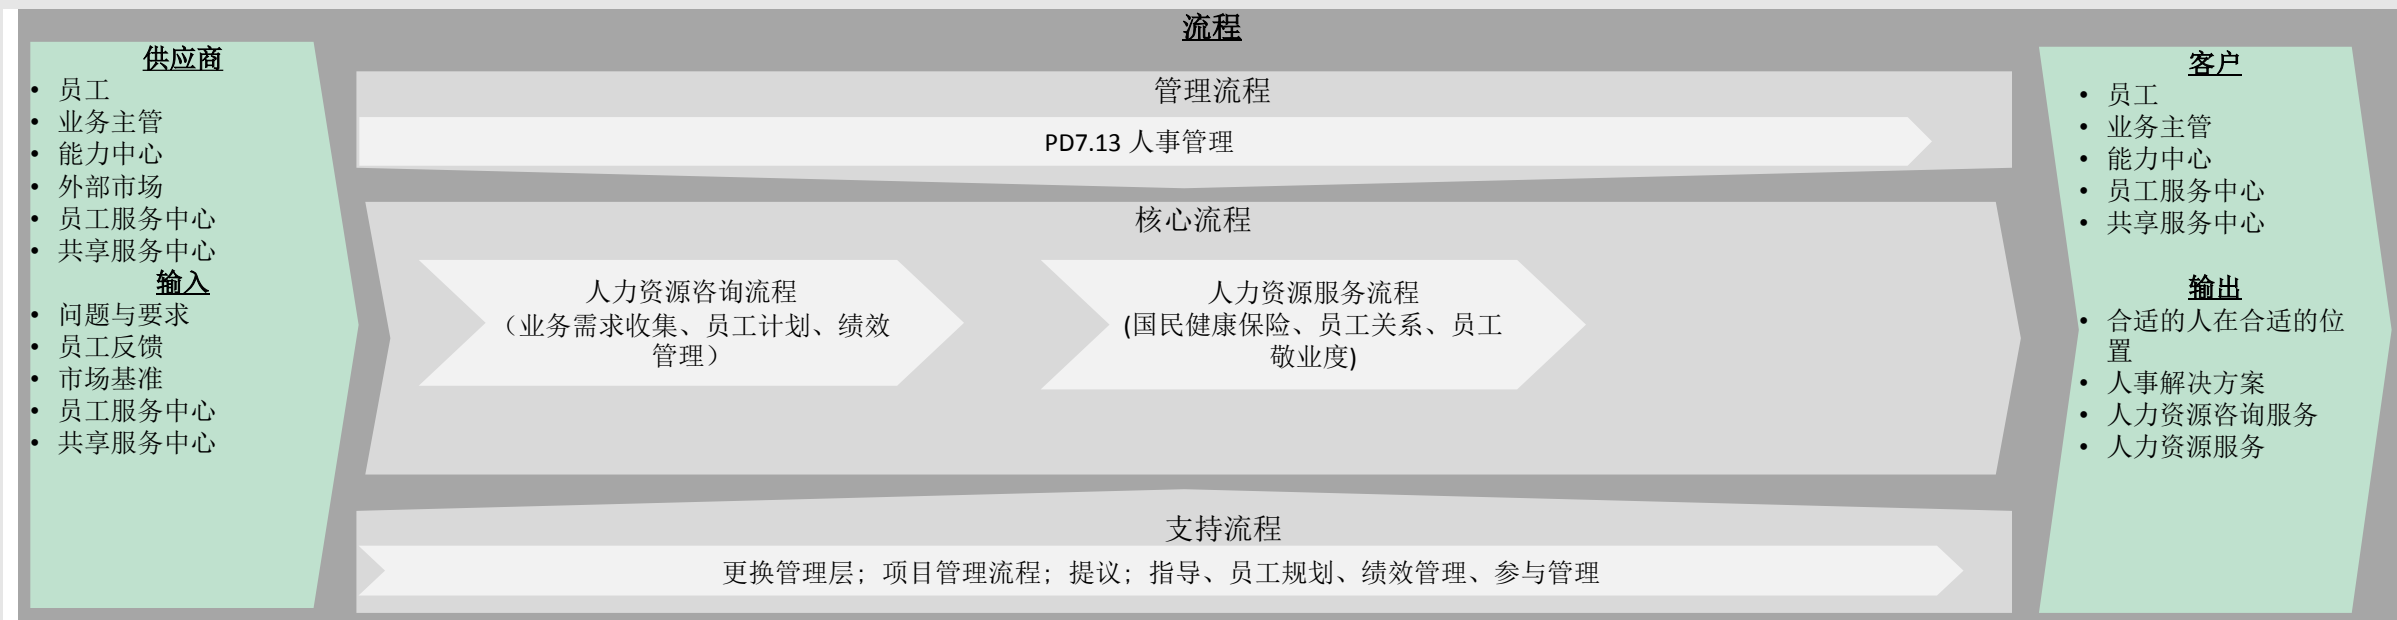 流程
供应商
• 员工
• 业务主管
• 能力中心
• 外部市场
• 员工服务中心
• 共享服务中心
输入
• 问题与要求
• 员工反馈
• 市场基准
• 员工服务中心
• 共享服务中心
管理流程
PD7.13 人事管理
核心流程
人力资源咨询流程
（业务需求收集、员工计划、绩效
管理）
人力资源服务流程
(国民健康保险、员工关系、员工
敬业度)
支持流程
更换管理层；项目管理流程；提议；指导、员工规划、绩效管理、参与管理
客户
• 员工
• 业务主管
• 能力中心
• 员工服务中心
• 共享服务中心
输出
• 合适的人在合适的位
置
• 人事解决方案
• 人力资源咨询服务
• 人力资源服务